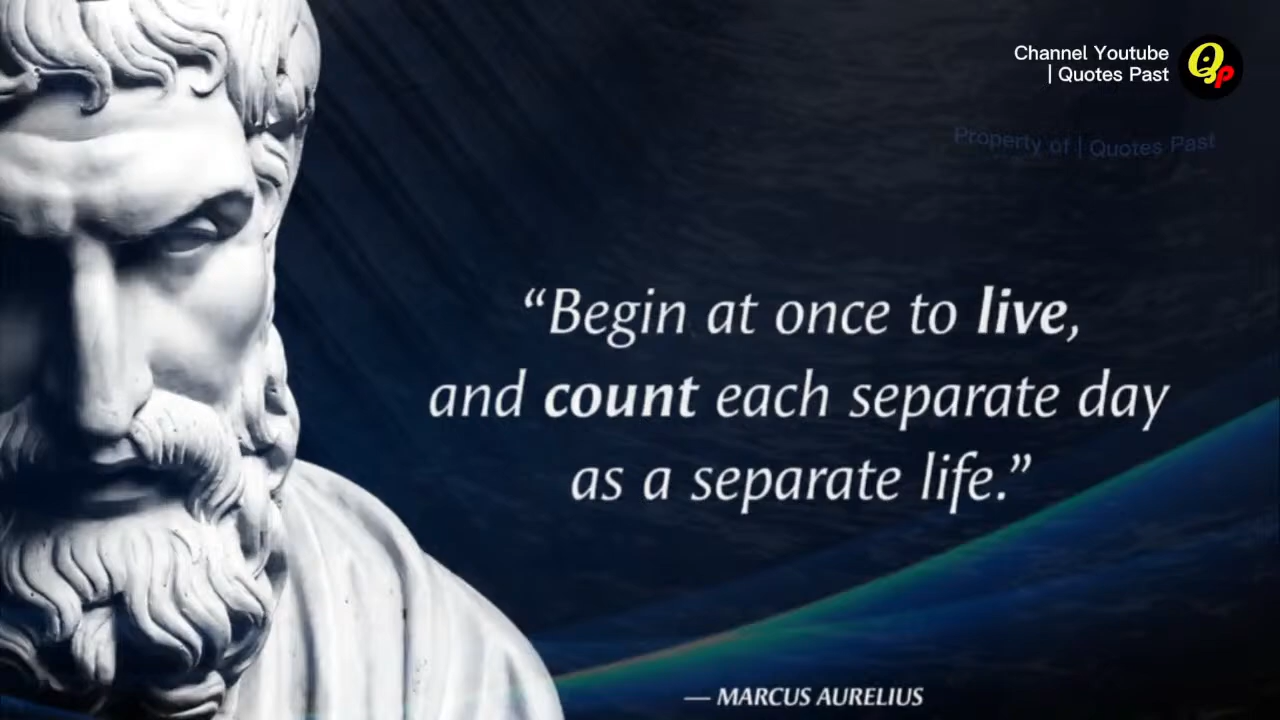 Channel Youtube
| Quotes Past
Qp
Property of | Quotes Past
“Begin at once to live,
and count each separate day
as a separate life.”
— MARCUS AURELIUS